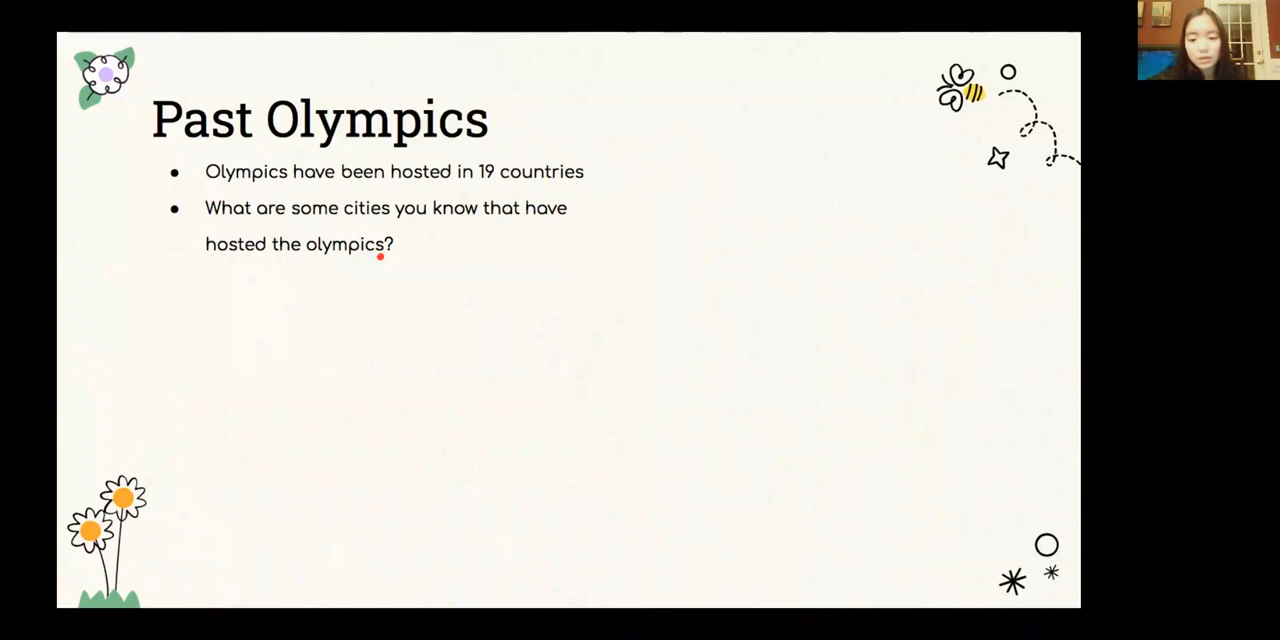 Past Olympics
● Olympics have been hosted in 19 countries
● What are some cities you know that have
hosted the olympics?